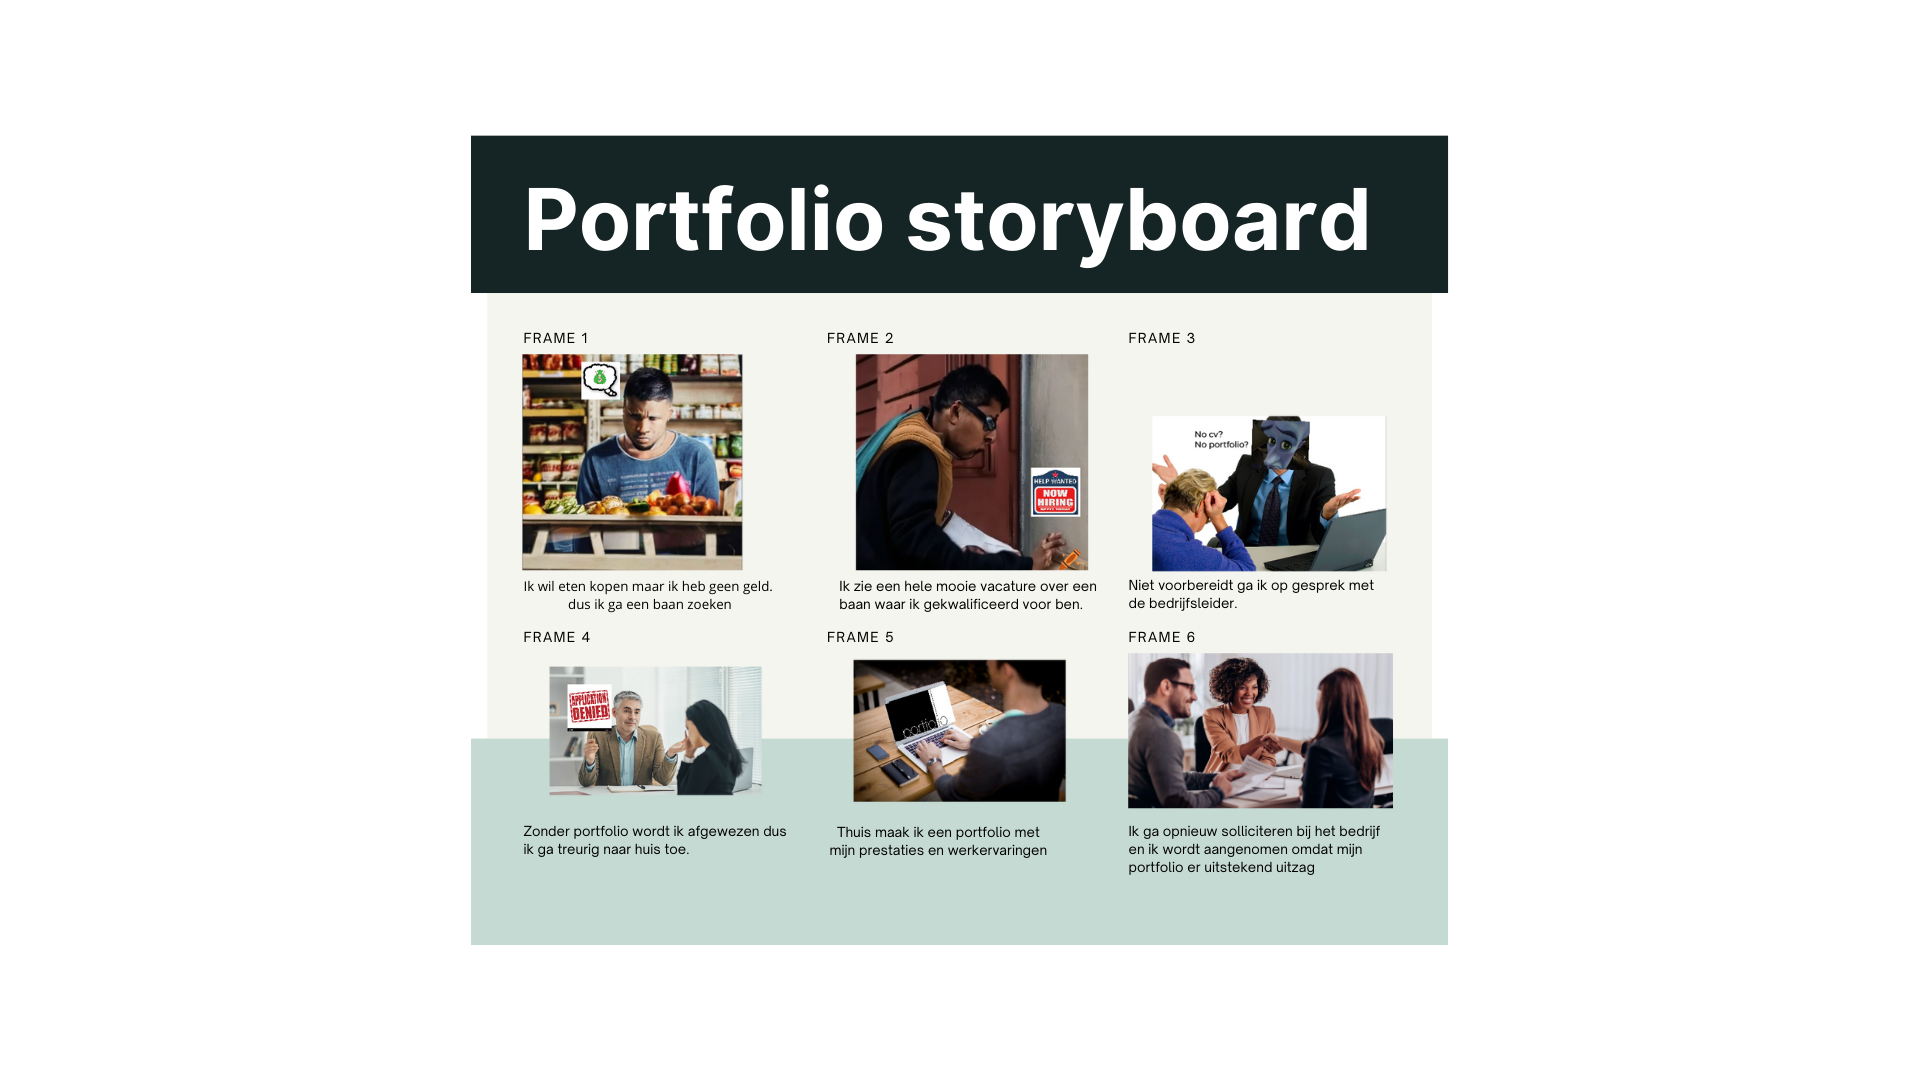 Portfolio storyboard
FRAME 1
FRAME 2
FRAME 3
HELP WANTED
NOW
HIRING
No cv?
No portfolio?
Ik wil eten kopen maar ik heb geen geld.
dus ik ga een baan zoeken
Ik zie een hele mooie vacature over een
baan waar ik gekwalificeerd voor ben.
Niet voorbereidt ga ik op gesprek met
de bedrijfsleider.
FRAME 4
FRAME 5
FRAME 6
APPLICATION
DENIED
portfolio
Zonder portfolio wordt ik afgewezen dus
ik ga treurig naar huis toe.
Thuis maak ik een portfolio met
mijn prestaties en werkervaringen
Ik ga opnieuw solliciteren bij het bedrijf
en ik wordt aangenomen omdat mijn
portfolio er uitstekend uitzag